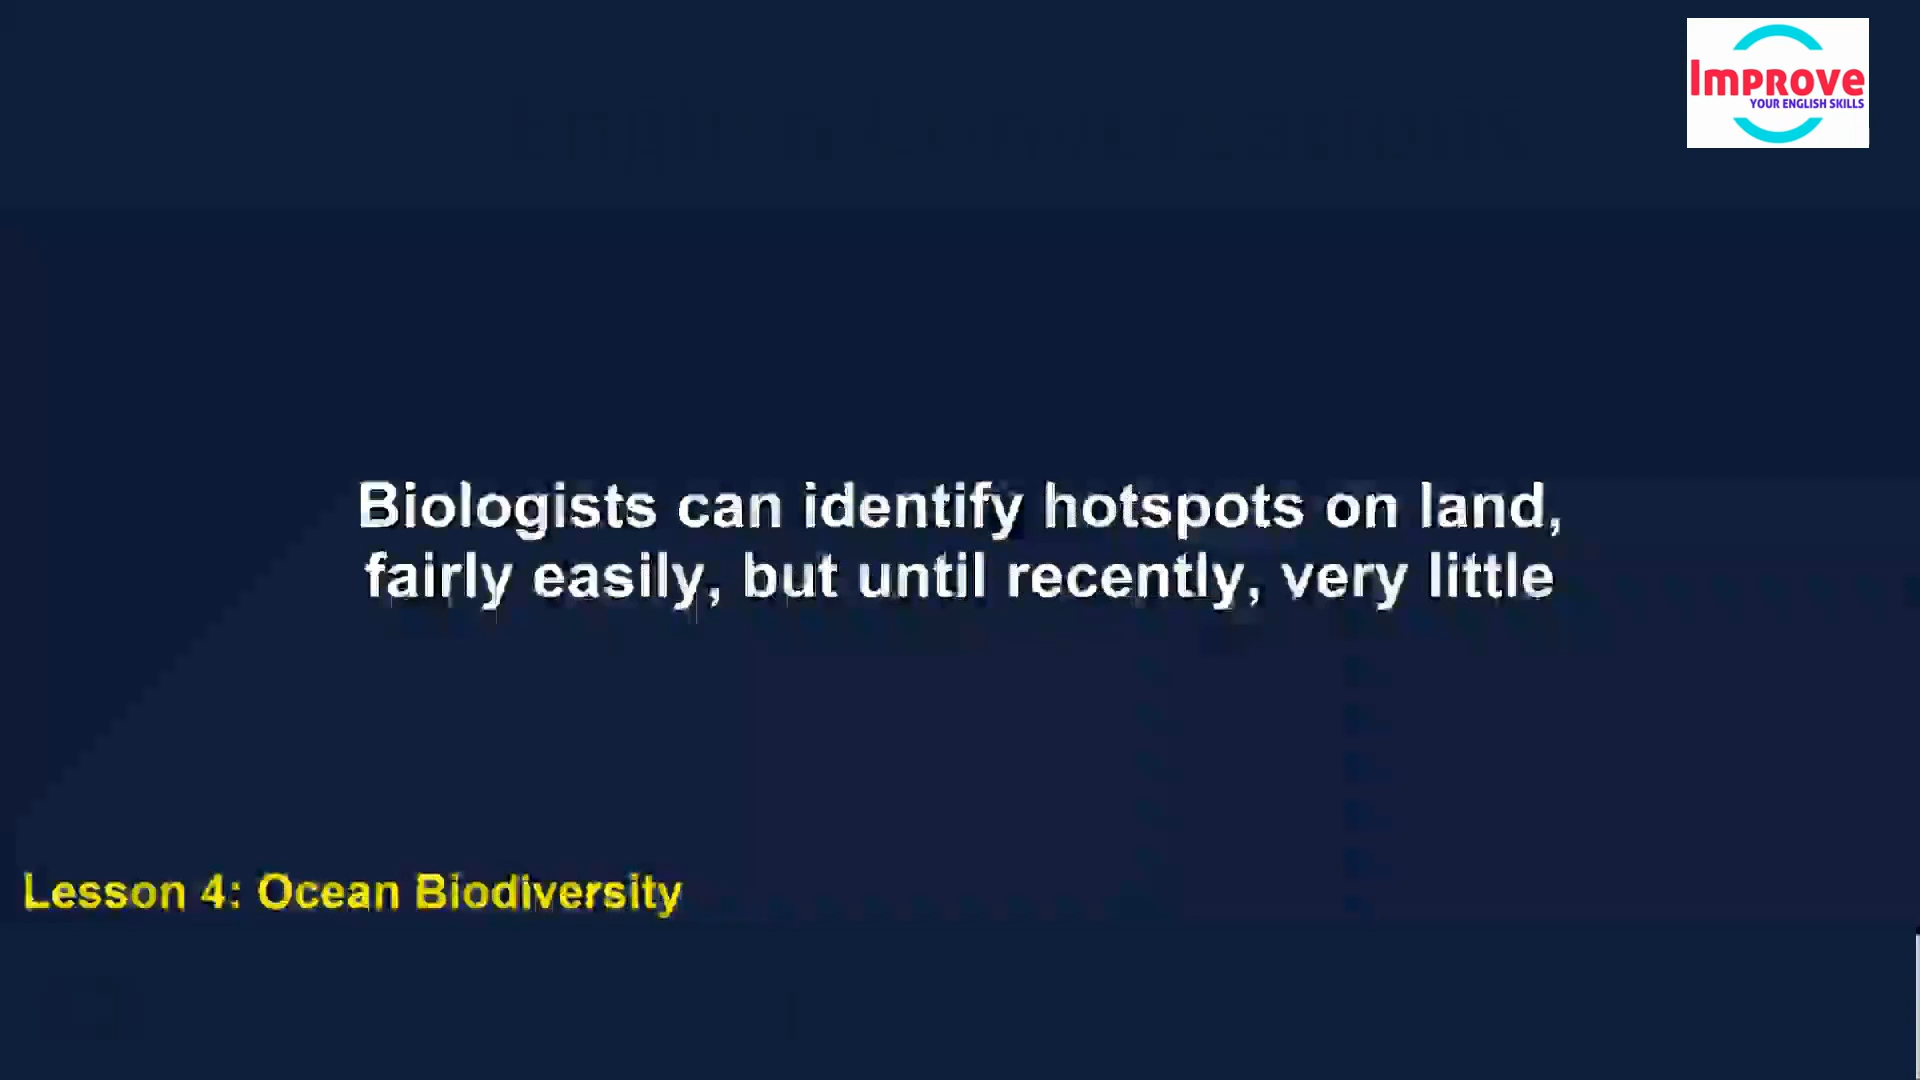 Improve
YOUR ENGLISH SKILLS
Biologists can identify hotspots on land,
fairly easily, but until recently, very little
Lesson 4: Ocean Biodiversity